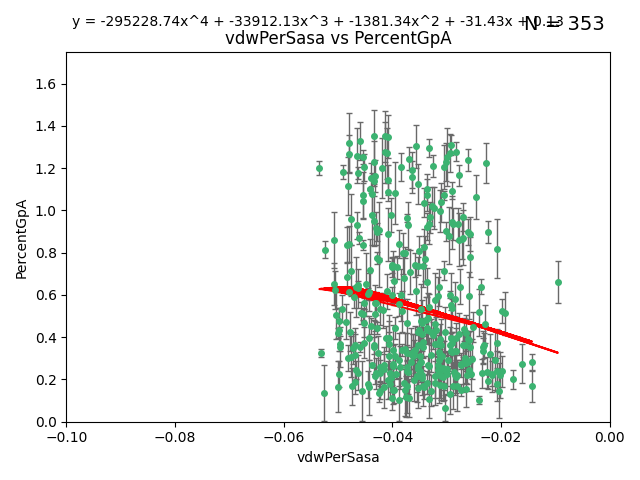 y = -295228.74x^4 + -33912.13x^3 + -1381.34x^2 + -31.43x + 0.13
N = 353
vdwPerSasa vs PercentGpA
PercentGpA
1.6
1.4
1.2
1.0
0.8
0.6
0.4
0.2
0.0
−0.10 −0.08 −0.06 −0.04 −0.02 0.00
vdwPerSasa